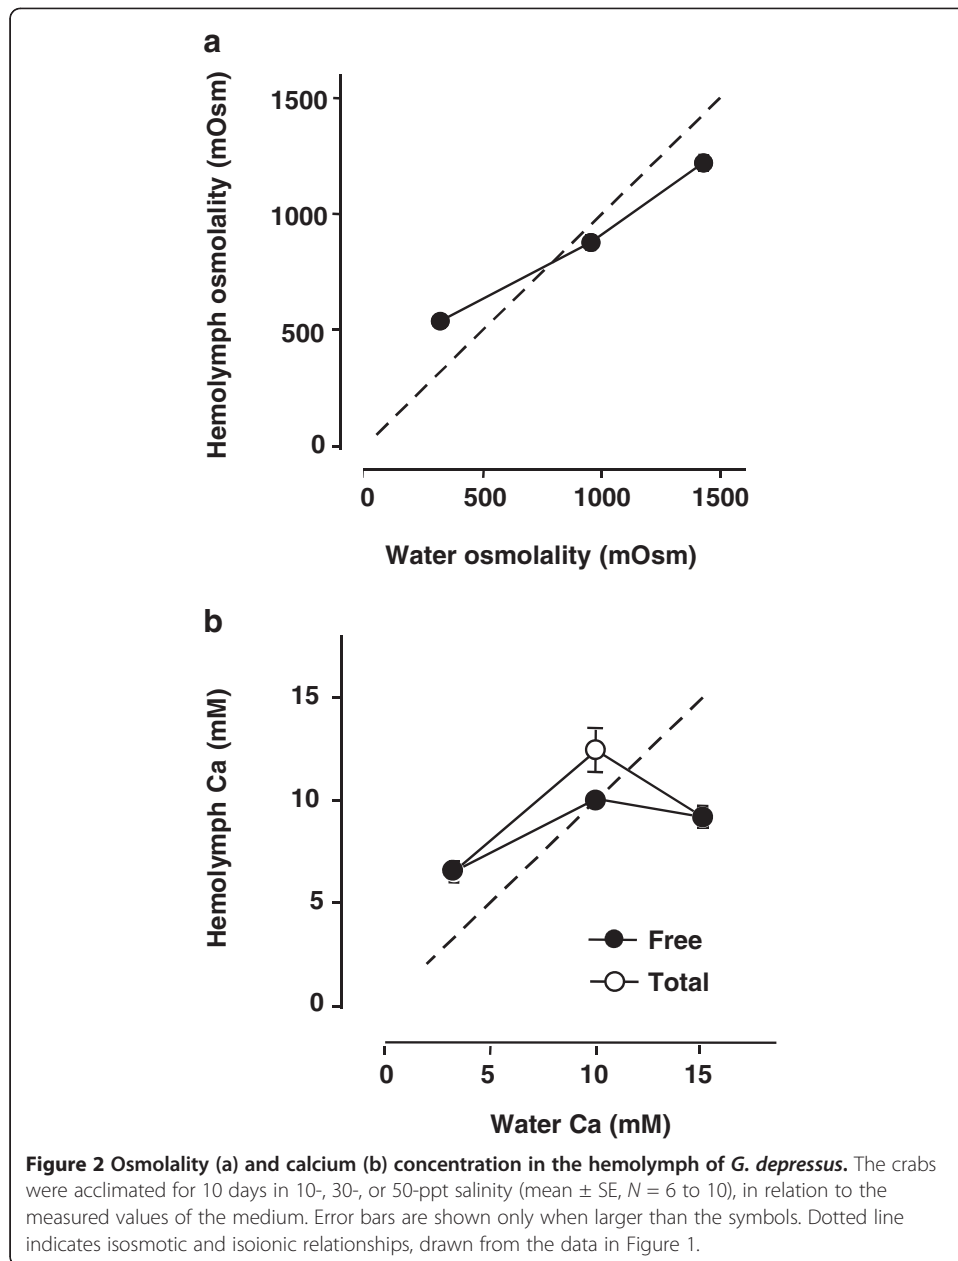 a
Hemolymph osmolality (mOsm)
1500
1000
500
0
0 500 1000 1500
Water osmolality (mOsm)
b
Hemolymph Ca (mM)
15
10
5
0
Free
Total
0 5 10 15
Water Ca (mM)
Figure 2 Osmolality (a) and calcium (b) concentration in the hemolymph of G. depressus. The crabs
were acclimated for 10 days in 10-, 30-, or 50-ppt salinity (mean ± SE, N = 6 to 10), in relation to the
measured values of the medium. Error bars are shown only when larger than the symbols. Dotted line
indicates isosmotic and isoionic relationships, drawn from the data in Figure 1.